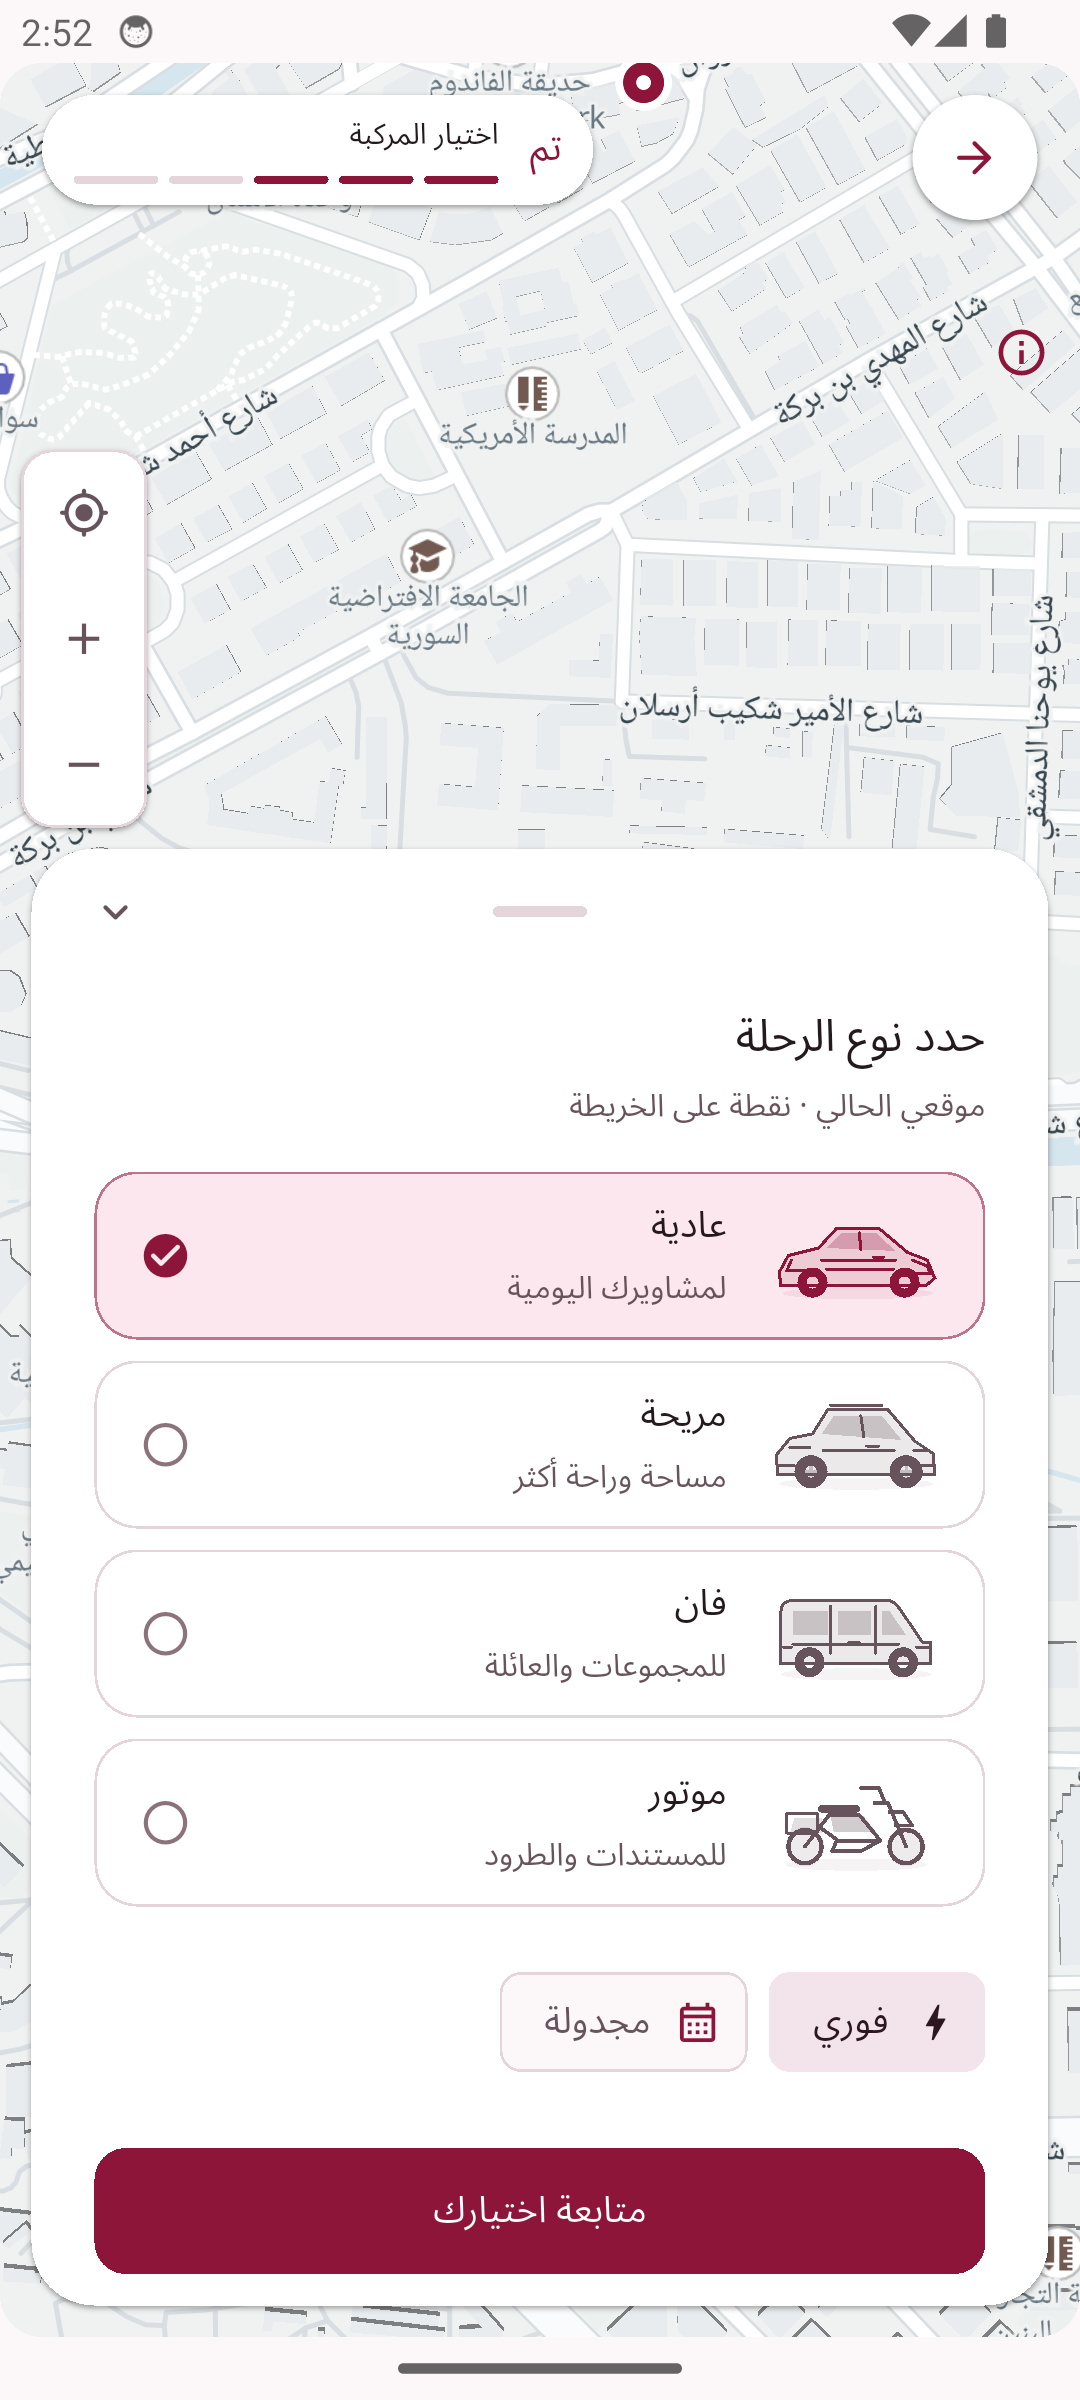 2:52
حديقة الفاندوم
تم
اختيار المركبة
شارع المهدي بن بركة
المدرسة الأمريكية
شارع أحمد
الجامعة الافتراضية
السورية
شارع الأمير شكيب أرسلان
شارع يوحنا الدمشقي
بن بركة
حدد نوع الرحلة
موقعي الحالي · نقطة على الخريطة
عادية
لمشاويرك اليومية
مريحة
مساحة وراحة أكثر
فان
للمجموعات والعائلة
موتور
للمستندات والطرود
فوري
مجدولة
متابعة اختيارك